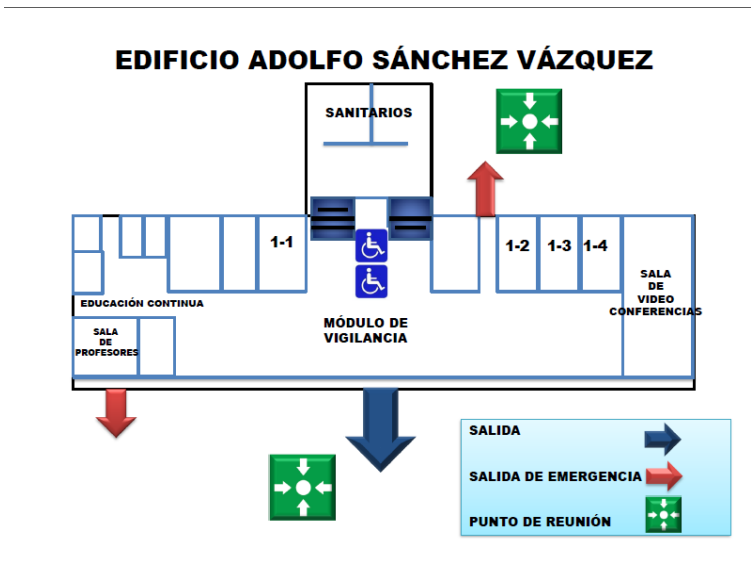 EDIFICIO ADOLFO SÁNCHEZ VÁZQUEZ
SANITARIOS
1-1
1-2
1-3
1-4
SALA
DE
VIDEO
CONFERENCIAS
EDUCACIÓN CONTINUA
SALA
DE
PROFESORES
MÓDULO DE
VIGILANCIA
SALIDA
SALIDA DE EMERGENCIA
PUNTO DE REUNIÓN